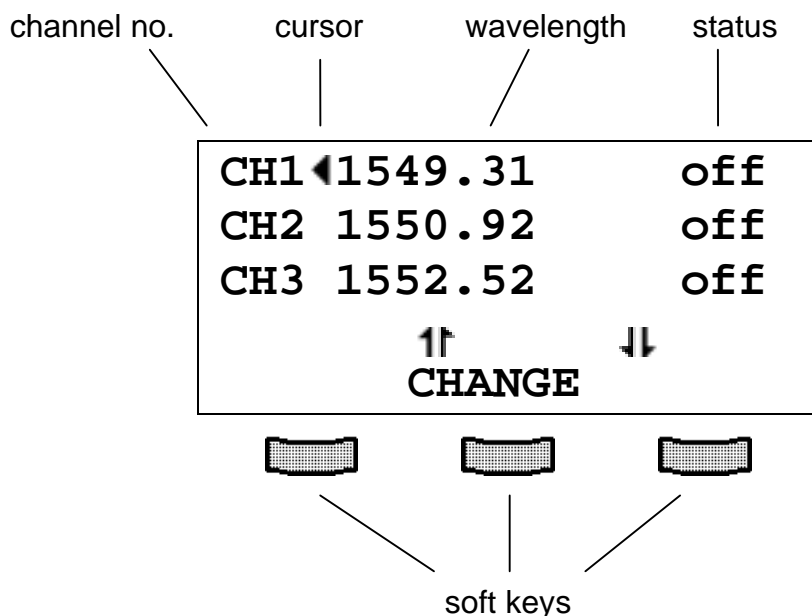 channel no. cursor wavelength status
CH1 1549.31 off
CH2 1550.92 off
CH3 1552.52 off
CHANGE
soft keys